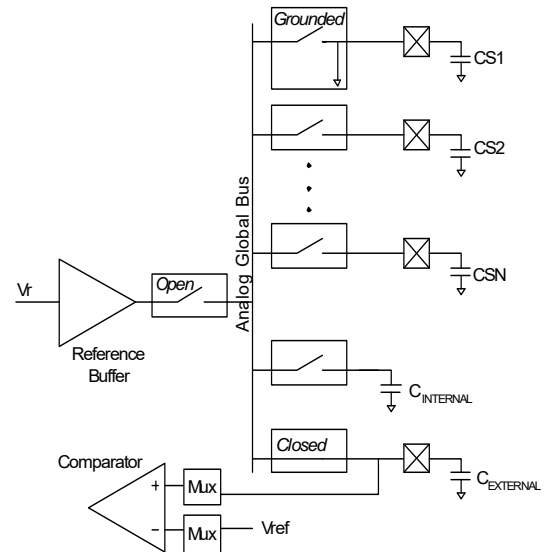 Grounded
CS1
CS2
Analog Global Bus
CSN
Vr
Open
Reference
Buffer
C INTERNAL
Closed
Comparator
+
Mux
C EXTERNAL
−
Mux
Vref